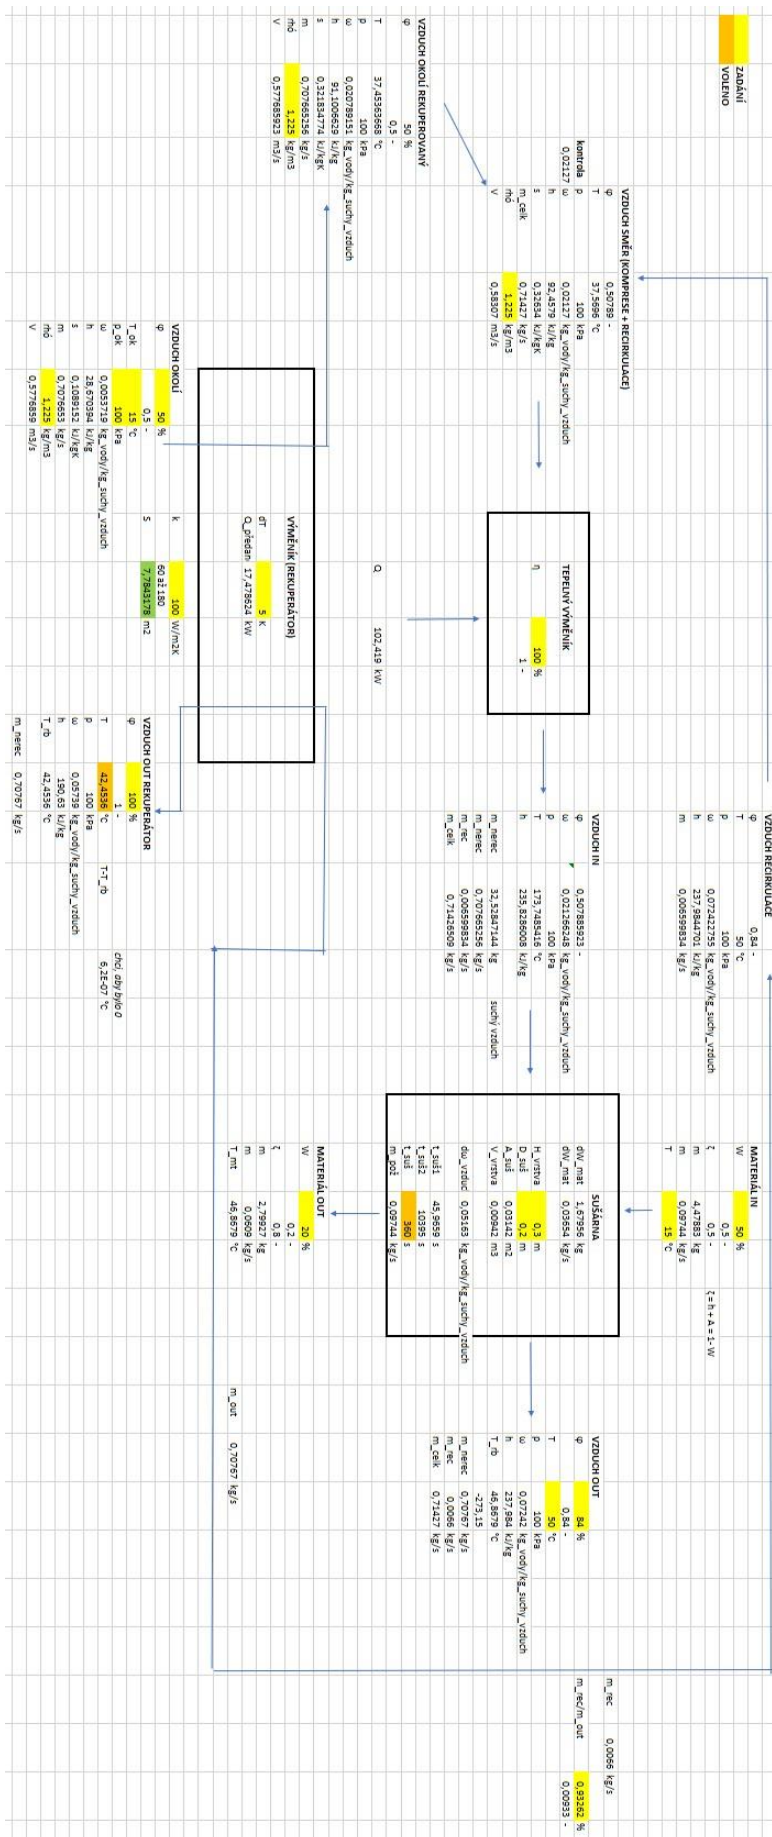 ZADÁNÍ
VOLENO
VZDUCH RECIRKULACE
φ 0,84 -
T 50 °C
p 100 kPa
ω 0,072422755 kg_vody/kg_suchy_vzduch
h 237,9844701 kJ/kg
m 0,006599834 kg/s
VZDUCH SMĚR (KOMPRESE + RECIRKULACE)
φ 0,50789 -
T 37,5696 °C
p 100 kPa
kontrola
0,02127 ω 0,02127 kg_vody/kg_suchy_vzduch
h 92,4579 kJ/kg
s 0,32634 kJ/kgK
m_celk 0,71427 kg/s
rhó 1,225 kg/m3
V 0,58307 m3/s
TEPELNÝ VÝMĚNÍK
η 100 %
1 -
Q 102,419 kW
VZDUCH IN
φ 0,507885923 -
ω 0,021266248 kg_vody/kg_suchy_vzduch
p 100 kPa
T 173,7485416 °C
h 235,8286008 kJ/kg
m_nerec 32,52847144 kg suchý vzduch
m_nerec 0,707665256 kg/s
m_rec 0,006599834 kg/s
m_celk 0,71426509 kg/s
MATERIÁL IN
W 50 %
0,5 -
ζ 0,5 - ζ = h + A = 1- W
m 4,47883 kg
m 0,09744 kg/s
T 15 °C
SUŠÁRNA
dW_mat 1,67956 kg
dW_mat 0,03654 kg/s
H_vrstva 0,3 m
D_suš 0,2 m
A_suš 0,03142 m2
V_vrstva 0,00942 m3
dω_vzduc 0,05163 kg_vody/kg_suchy_vzduch
t_suš1 45,9659 s
t_suš2 10395 s
t_suš 360 s
m_pož 0,09744 kg/s
MATERIÁL OUT
W 20 %
0,2 -
ζ 0,8 -
m 2,79927 kg
m 0,0609 kg/s
T_mt 46,8679 °C
VZDUCH OUT
φ 84 %
0,84 -
T 50 °C
p 100 kPa
ω 0,07242 kg_vody/kg_suchy_vzduch
h 237,984 kJ/kg
T_rb 46,8679 °C
-273,15
m_nerec 0,70767 kg/s
m_rec 0,0066 kg/s
m_celk 0,71427 kg/s
m_rec 0,0066 kg/s
m_rec/m_out 0,93262 %
0,00933 -
m_out 0,70767 kg/s
VZDUCH OKOLÍ REKUPEROVANÝ
φ 50 %
0,5 -
T 37,45363668 °C
p 100 kPa
ω 0,020789151 kg_vody/kg_suchy_vzduch
h 91,1006629 kJ/kg
s 0,321834774 kJ/kgK
m 0,707665256 kg/s
rhó 1,225 kg/m3
V 0,577685923 m3/s
VÝMĚNÍK (REKUPERÁTOR)
dT 5 K
Q_předan 17,478624 kW
VZDUCH OKOLÍ
φ 50 %
0,5 -
T_ok 15 °C
p_ok 100 kPa
ω 0,0053719 kg_vody/kg_suchy_vzduch
h 28,670394 kJ/kg
s 0,1089152 kJ/kgK
m 0,7076653 kg/s
rhó 1,225 kg/m3
V 0,5776859 m3/s
k 100 W/m2K
60 až 180
S 7,7843178 m2
VZDUCH OUT REKUPERÁTOR
φ 100 %
1 -
chci, aby bylo 0
T 42,4536 °C T-T_rb 6,2E-07 °C
p 100 kPa
ω 0,05739 kg_vody/kg_suchy_vzduch
h 190,63 kJ/kg
T_rb 42,4536 °C
m_nerec 0,70767 kg/s